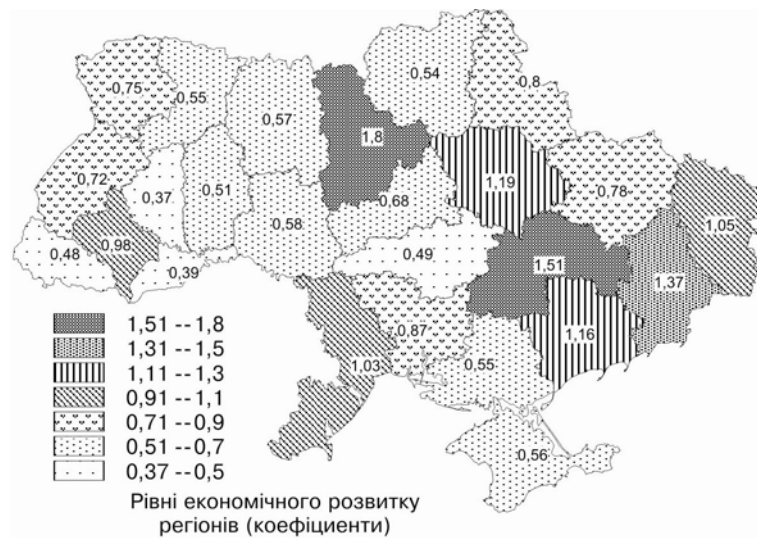 0,75
0,55
0,57
0,54
0,8
1,8
0,72
0,37
0,51
1,19
0,78
0,68
0,58
1,05
0,98
0,48
0,39
0,49
1,51
1,37
0,87
1,16
1,03
0,55
0,56
1,51 -- 1,8
1,31 -- 1,5
1,11 -- 1,3
0,91 -- 1,1
0,71 -- 0,9
0,51 -- 0,7
0,37 -- 0,5
Рівні економічного розвитку
регіонів (коефіциенти)